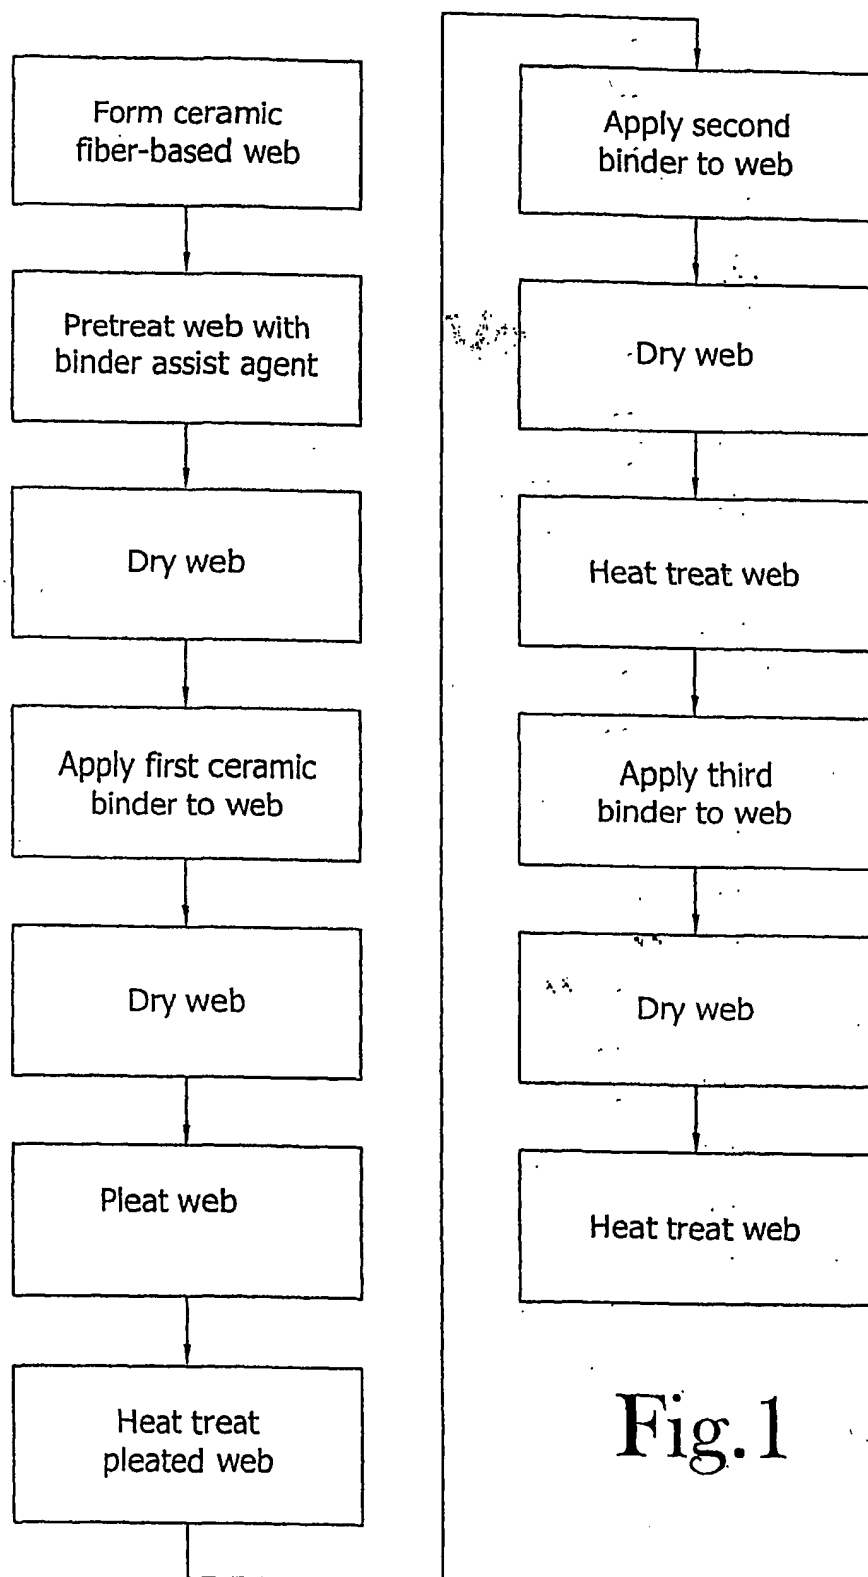 Form ceramic
fiber-based web
Pretreat web with
binder assist agent
Dry web
Apply first ceramic
binder to web
Dry web
Pleat web
Heat treat
pleated web
Apply second
binder to web
Dry web
Heat treat web
Apply third
binder to web
Dry web
Heat treat web
Fig.1